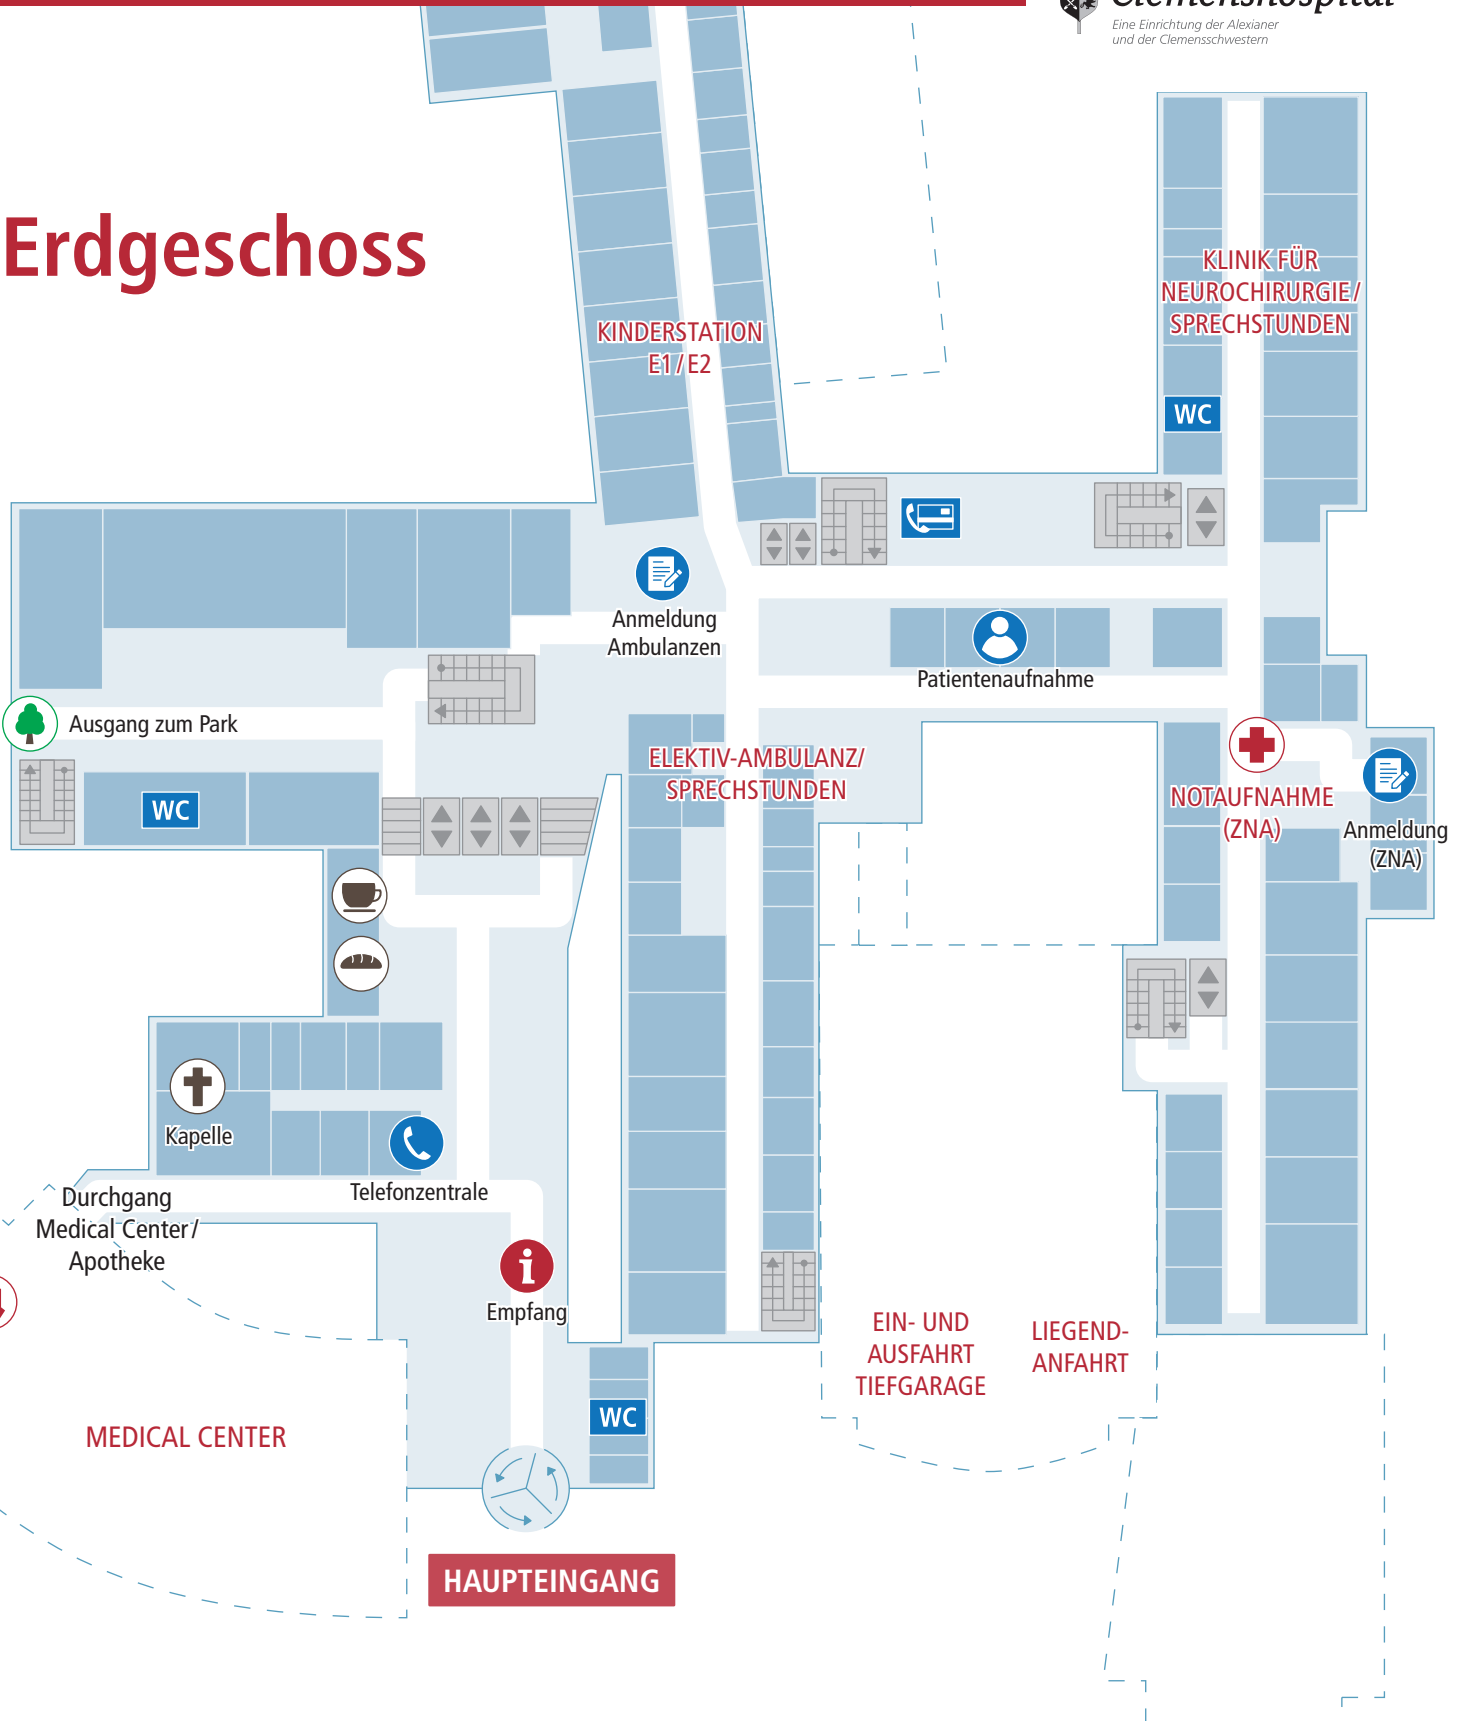 Clemenshospital
Eine Einrichtung der Alexianer
und der Clemensschwestern
Erdgeschoss
KLINIK FÜR
NEUROCHIRURGIE/
SPRECHSTUNDEN
KINDERSTATION
E1/E2
WC
Anmeldung
Ambulanzen
Patientenaufnahme
Ausgang zum Park
ELEKTIV-AMBULANZ/
SPRECHSTUNDEN
WC
NOTAUFNAHME
(ZNA)
Anmeldung
(ZNA)
Kapelle
Telefonzentrale
Durchgang
Medical Center/
Apotheke
i
Empfang
EIN- UND
AUSFAHRT
TIEFGARAGE
LIEGEND-
ANFAHRT
WC
MEDICAL CENTER
HAUPTEINGANG